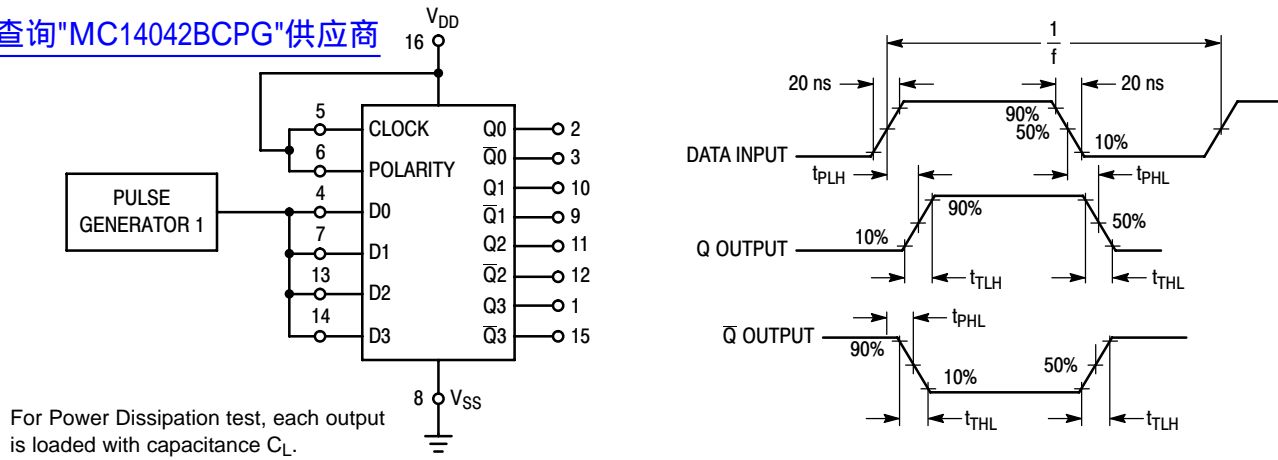 查询"MC14042BCPG"供应商
VDD
16
5
CLOCK
6
POLARITY
4
D0
7
D1
13
D2
14
D3
PULSE
GENERATOR 1
Q0 2
Q̅0 3
Q1 10
Q̅1 9
Q2 11
Q̅2 12
Q3 1
Q̅3 15
8 VSS
For Power Dissipation test, each output
is loaded with capacitance CL.
1
f
20 ns
20 ns
90%
50%
10%
DATA INPUT
tPLH
tPHL
90%
50%
10%
Q OUTPUT
tTLH
tTHL
tPHL
Q̅ OUTPUT
90%
50%
10%
tTHL
tTLH